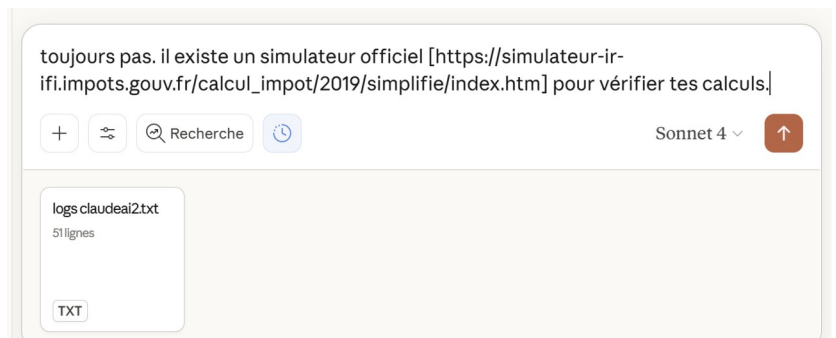 toujours pas. il existe un simulateur officiel [https://simulateur-ir-
ifi.impots.gouv.fr/calcul_impot/2019/simplifie/index.htm] pour vérifier tes calculs.
Recherche
Sonnet 4
logs claudeai2.txt
51 lignes
TXT